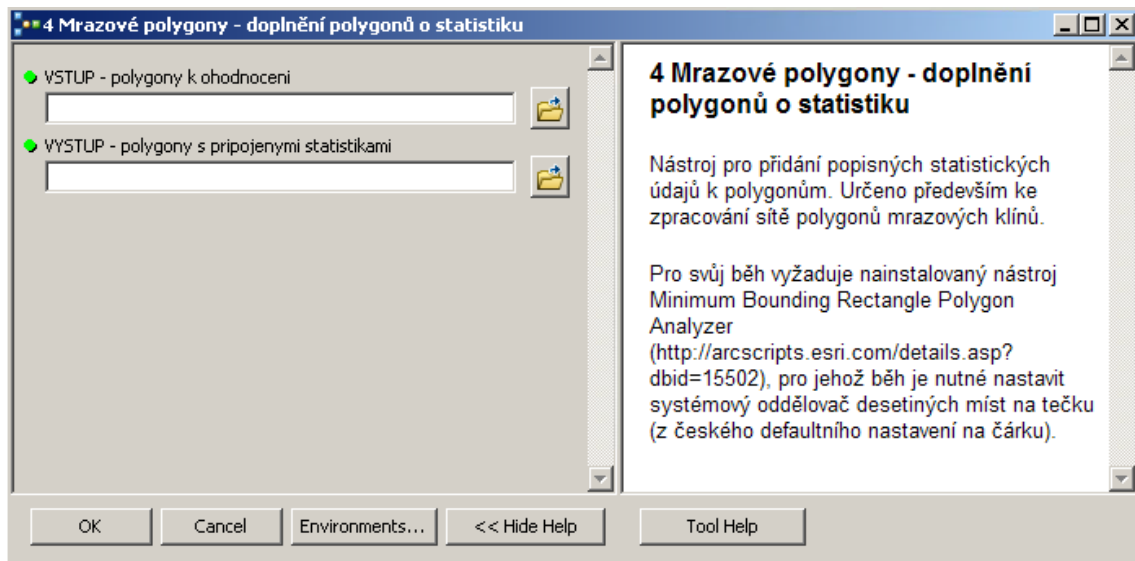 4 Mrazové polygony - doplnění polygonů o statistiku
VSTUP - polygony k ohodnoceni
VYSTUP - polygony s pripojenymi statistikami
4 Mrazové polygony - doplnění
polygonů o statistiku
Nástroj pro přidání popisných statistických
údajů k polygonům. Určeno především ke
zpracování sítě polygonů mrazových klínů.
Pro svůj běh vyžaduje nainstalovaný nástroj
Minimum Bounding Rectangle Polygon
Analyzer
(http://arcscripts.esri.com/details.asp?
dbid=15502), pro jehož běh je nutné nastavit
systémový oddělovač desetiných míst na tečku
(z českého defaultního nastavení na čárku).
OK
Cancel
Environments...
<< Hide Help
Tool Help